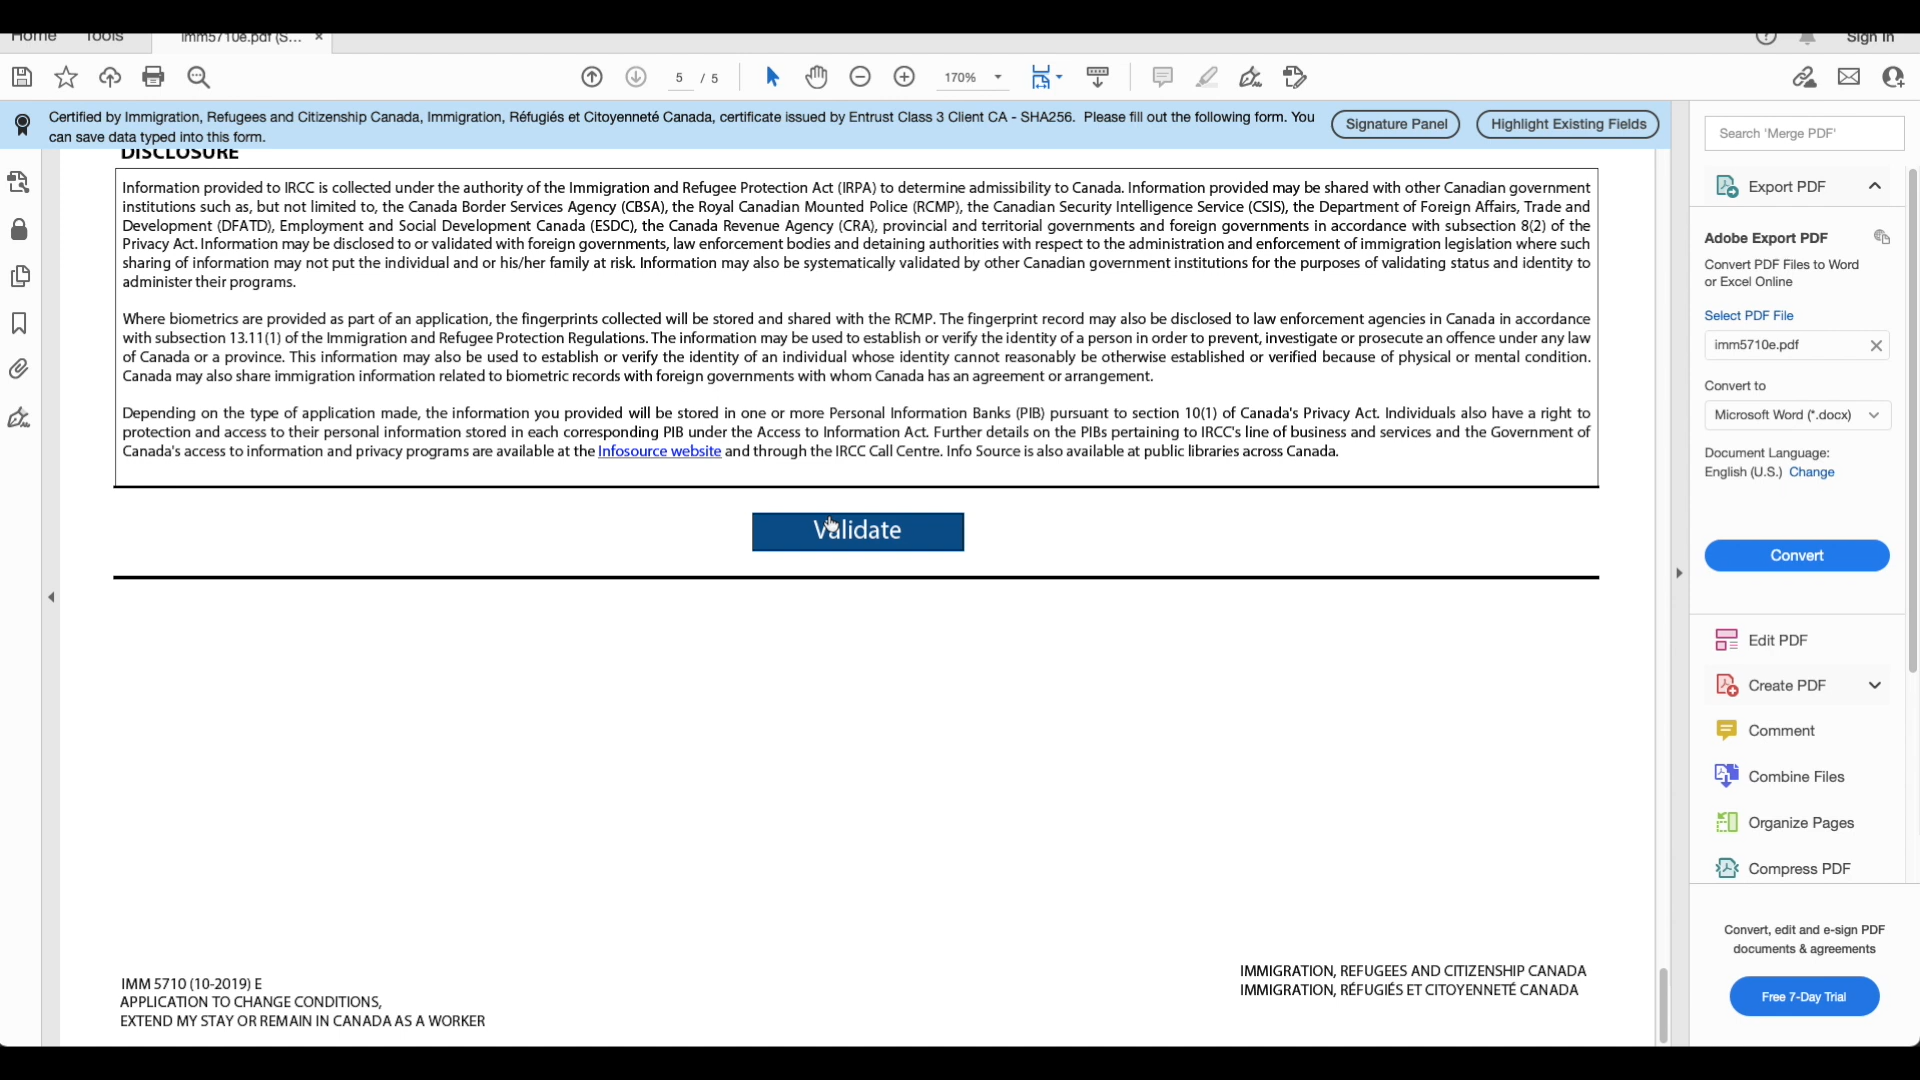 Home Tools imm5710e.pdf (S... × Sign In
5 / 5 170%
Certified by Immigration, Refugees and Citizenship Canada, Immigration, Réfugiés et Citoyenneté Canada, certificate issued by Entrust Class 3 Client CA - SHA256. Please fill out the following form. You
can save data typed into this form.
Signature Panel
Highlight Existing Fields
DISCLOSURE
Information provided to IRCC is collected under the authority of the Immigration and Refugee Protection Act (IRPA) to determine admissibility to Canada. Information provided may be shared with other Canadian government
institutions such as, but not limited to, the Canada Border Services Agency (CBSA), the Royal Canadian Mounted Police (RCMP), the Canadian Security Intelligence Service (CSIS), the Department of Foreign Affairs, Trade and
Development (DFATD), Employment and Social Development Canada (ESDC), the Canada Revenue Agency (CRA), provincial and territorial governments and foreign governments in accordance with subsection 8(2) of the
Privacy Act. Information may be disclosed to or validated with foreign governments, law enforcement bodies and detaining authorities with respect to the administration and enforcement of immigration legislation where such
sharing of information may not put the individual and or his/her family at risk. Information may also be systematically validated by other Canadian government institutions for the purposes of validating status and identity to
administer their programs.
Where biometrics are provided as part of an application, the fingerprints collected will be stored and shared with the RCMP. The fingerprint record may also be disclosed to law enforcement agencies in Canada in accordance
with subsection 13.11(1) of the Immigration and Refugee Protection Regulations. The information may be used to establish or verify the identity of a person in order to prevent, investigate or prosecute an offence under any law
of Canada or a province. This information may also be used to establish or verify the identity of an individual whose identity cannot reasonably be otherwise established or verified because of physical or mental condition.
Canada may also share immigration information related to biometric records with foreign governments with whom Canada has an agreement or arrangement.
Depending on the type of application made, the information you provided will be stored in one or more Personal Information Banks (PIB) pursuant to section 10(1) of Canada's Privacy Act. Individuals also have a right to
protection and access to their personal information stored in each corresponding PIB under the Access to Information Act. Further details on the PIBs pertaining to IRCC's line of business and services and the Government of
Canada's access to information and privacy programs are available at the Infosource website and through the IRCC Call Centre. Info Source is also available at public libraries across Canada.
Validate
IMM 5710 (10-2019) E
APPLICATION TO CHANGE CONDITIONS,
EXTEND MY STAY OR REMAIN IN CANADA AS A WORKER
IMMIGRATION, REFUGEES AND CITIZENSHIP CANADA
IMMIGRATION, RÉFUGIÉS ET CITOYENNETÉ CANADA
Search 'Merge PDF'
Export PDF
Adobe Export PDF
Convert PDF Files to Word
or Excel Online
Select PDF File
imm5710e.pdf
Convert to
Microsoft Word (*.docx)
Document Language:
English (U.S.) Change
Convert
Edit PDF
Create PDF
Comment
Combine Files
Organize Pages
Compress PDF
Convert, edit and e-sign PDF
documents & agreements
Free 7-Day Trial